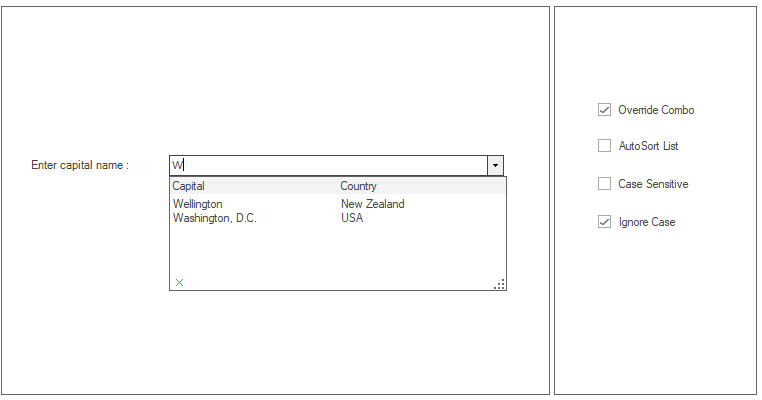 Enter capital name :
W
Capital Country
Wellington New Zealand
Washington, D.C. USA
Override Combo
AutoSort List
Case Sensitive
Ignore Case